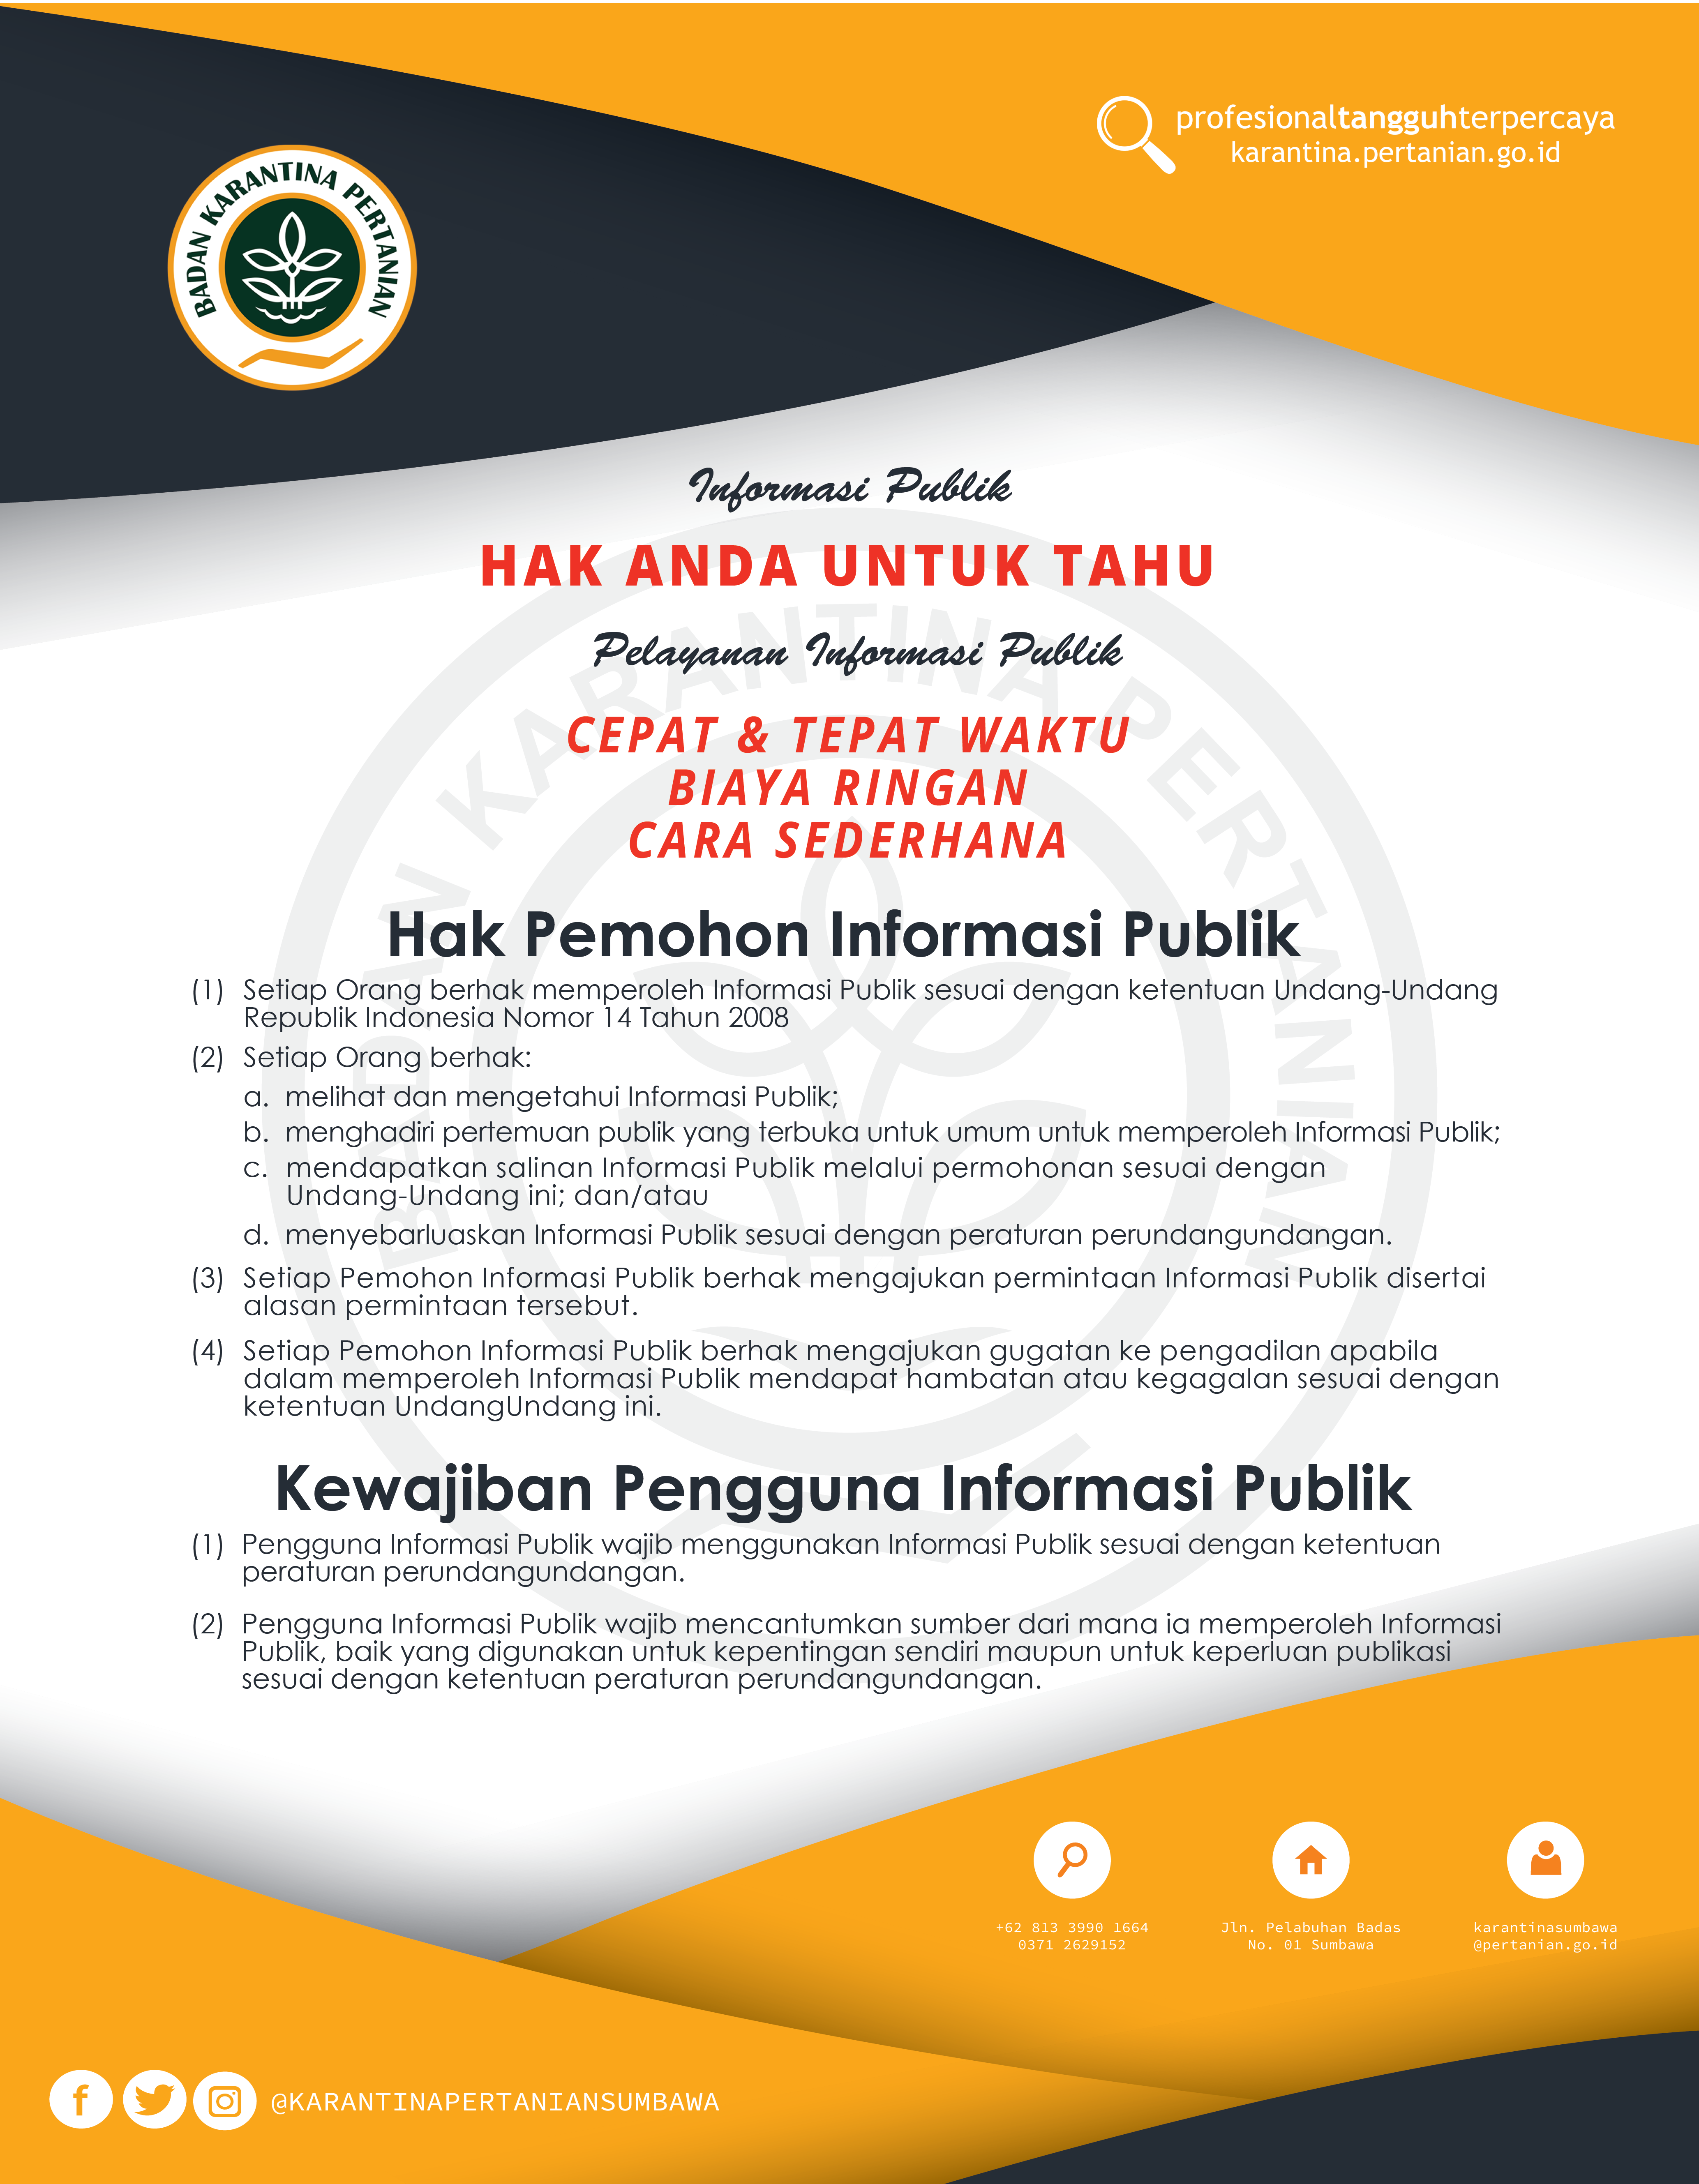 profesionaltangguhterpercaya
karantina.pertanian.go.id
BADAN KARANTINA PERTANIAN
Informasi Publik
HAK ANDA UNTUK TAHU
Pelayanan Informasi Publik
CEPAT & TEPAT WAKTU
BIAYA RINGAN
CARA SEDERHANA
BADAN KARANTINA PERTANIAN
Hak Pemohon Informasi Publik
(1) Setiap Orang berhak memperoleh Informasi Publik sesuai dengan ketentuan Undang-Undang
Republik Indonesia Nomor 14 Tahun 2008
(2) Setiap Orang berhak:
a. melihat dan mengetahui Informasi Publik;
b. menghadiri pertemuan publik yang terbuka untuk umum untuk memperoleh Informasi Publik;
c. mendapatkan salinan Informasi Publik melalui permohonan sesuai dengan
Undang-Undang ini; dan/atau
d. menyebarluaskan Informasi Publik sesuai dengan peraturan perundangundangan.
(3) Setiap Pemohon Informasi Publik berhak mengajukan permintaan Informasi Publik disertai
alasan permintaan tersebut.
(4) Setiap Pemohon Informasi Publik berhak mengajukan gugatan ke pengadilan apabila
dalam memperoleh Informasi Publik mendapat hambatan atau kegagalan sesuai dengan
ketentuan UndangUndang ini.
Kewajiban Pengguna Informasi Publik
(1) Pengguna Informasi Publik wajib menggunakan Informasi Publik sesuai dengan ketentuan
peraturan perundangundangan.
(2) Pengguna Informasi Publik wajib mencantumkan sumber dari mana ia memperoleh Informasi
Publik, baik yang digunakan untuk kepentingan sendiri maupun untuk keperluan publikasi
sesuai dengan ketentuan peraturan perundangundangan.
+62 813 3990 1664
0371 2629152
Jln. Pelabuhan Badas
No. 01 Sumbawa
karantinasumbawa
@pertanian.go.id
@KARANTINAPERTANIANSUMBAWA